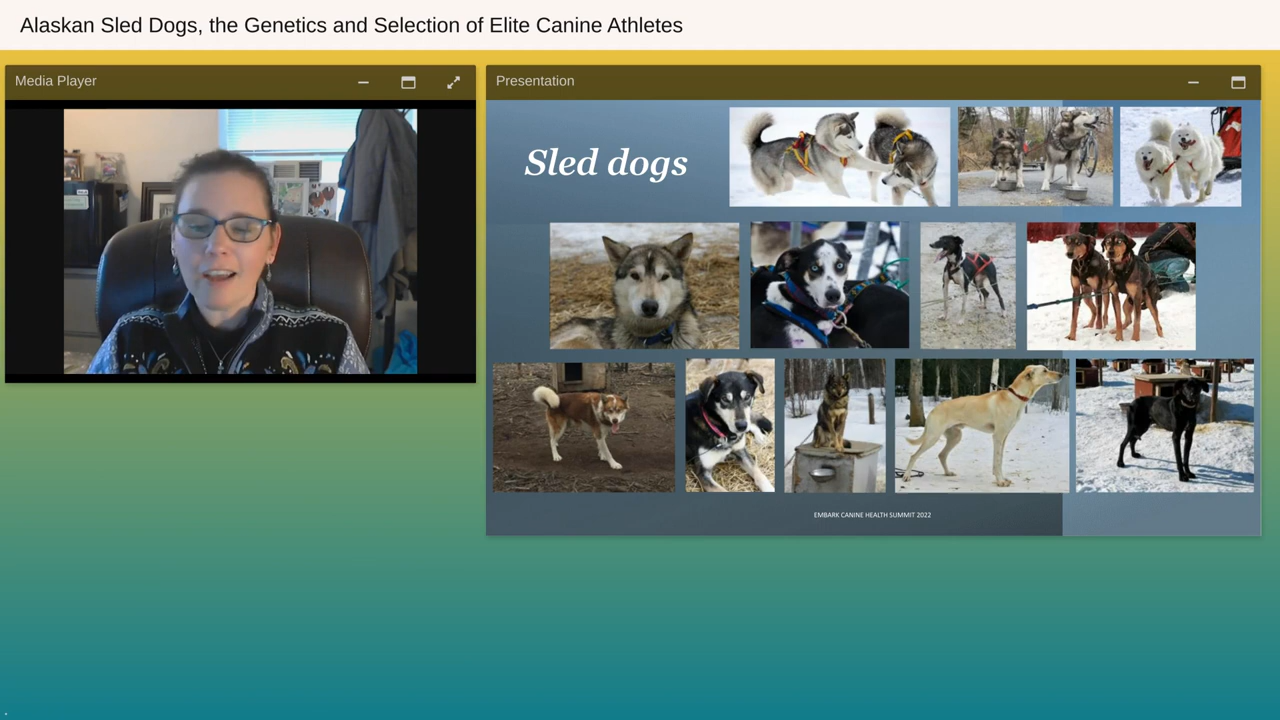 Alaskan Sled Dogs, the Genetics and Selection of Elite Canine Athletes
Media Player
Presentation
Sled dogs
EMBARK CANINE HEALTH SUMMIT 2022